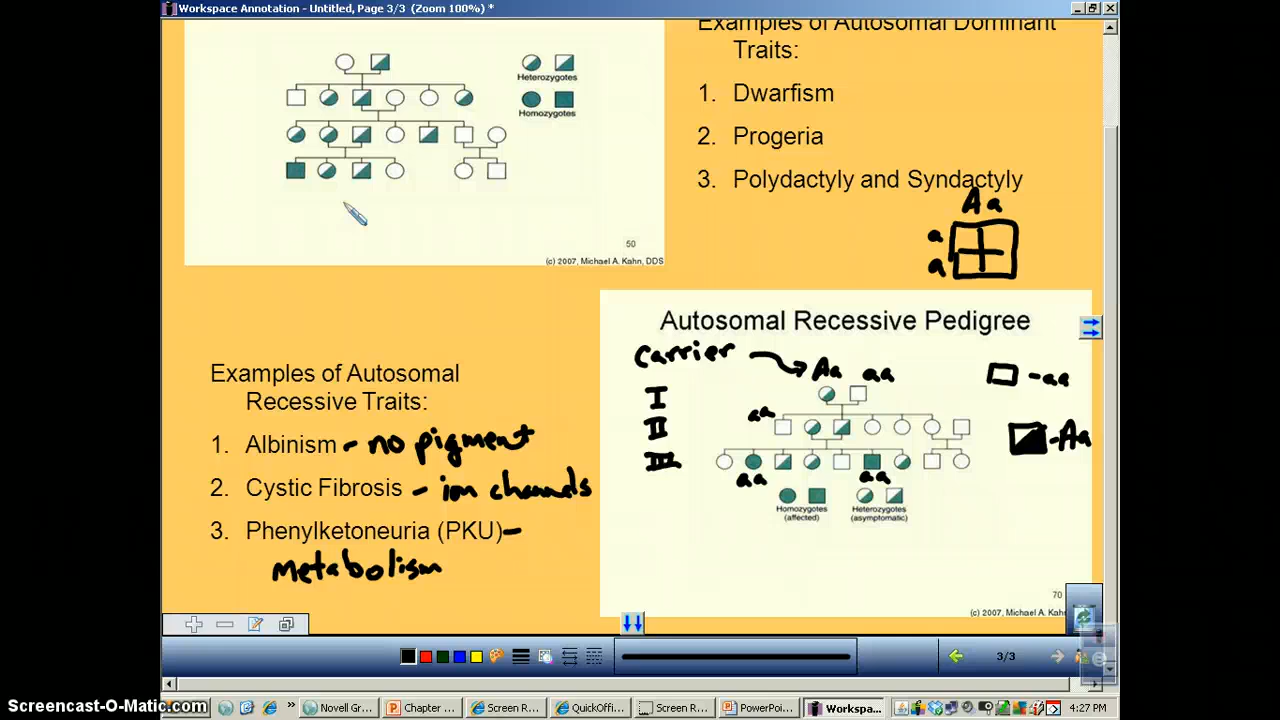 Workspace Annotation - Untitled, Page 3/3 (Zoom 100%) *
Examples of Autosomal Dominant
Traits:
1. Dwarfism
2. Progeria
3. Polydactyly and Syndactyly
Heterozygotes
Homozygotes
50
(c) 2007, Michael A. Kahn, DDS
Aa
a
a
Autosomal Recessive Pedigree
carrier
Aa aa
I
II
III
aa
aa
aa
-aa
-Aa
Homozygotes
(affected)
Heterozygotes
(asymptomatic)
70
(c) 2007, Michael A. Kahn
Examples of Autosomal
Recessive Traits:
1. Albinism - no pigment
2. Cystic Fibrosis - ion channels
3. Phenylketoneuria (PKU)-
metabolism
3/3
Screencast-O-Matic.com
Novell Gr...
Chapter ...
Screen R...
QuickOffi...
Screen R...
PowerPoi...
Workspa...
4:27 PM